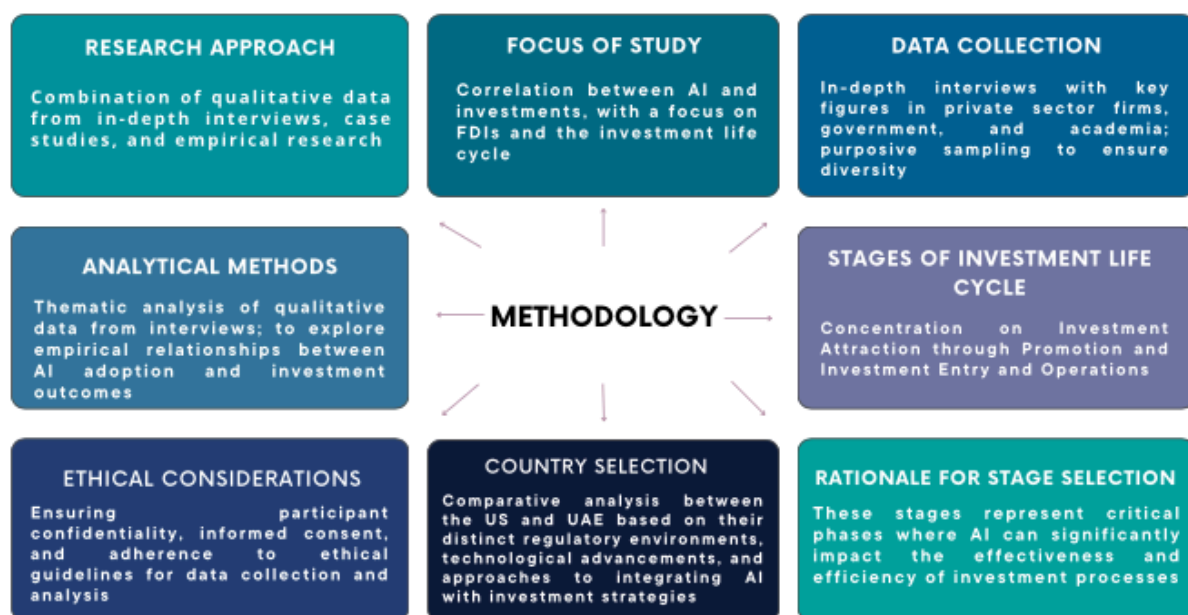 RESEARCH APPROACH
Combination of qualitative data
from in-depth interviews, case
studies, and empirical research
FOCUS OF STUDY
Correlation between AI and
investments, with a focus on
FDIs and the investment life
cycle
DATA COLLECTION
In-depth interviews with key
figures in private sector firms,
government, and academia;
purposive sampling to ensure
diversity
ANALYTICAL METHODS
Thematic analysis of qualitative
data from interviews; to explore
empirical relationships between
AI adoption and investment
outcomes
METHODOLOGY
STAGES OF INVESTMENT LIFE
CYCLE
Concentration on Investment
Attraction through Promotion and
Investment Entry and Operations
ETHICAL CONSIDERATIONS
Ensuring participant
confidentiality, informed consent,
and adherence to ethical
guidelines for data collection and
analysis
COUNTRY SELECTION
Comparative analysis between
the US and UAE based on their
distinct regulatory environments,
technological advancements, and
approaches to integrating AI
with investment strategies
RATIONALE FOR STAGE SELECTION
These stages represent critical
phases where AI can significantly
impact the effectiveness and
efficiency of investment processes